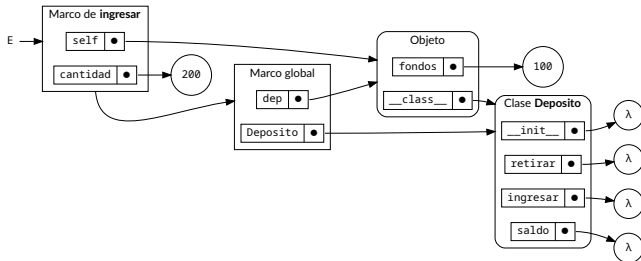 Marco de ingresar
E
self
cantidad
200
Marco global
dep
Deposito
Objeto
fondos
100
__class__
Clase Deposito
__init__
λ
retirar
λ
ingresar
λ
saldo
λ